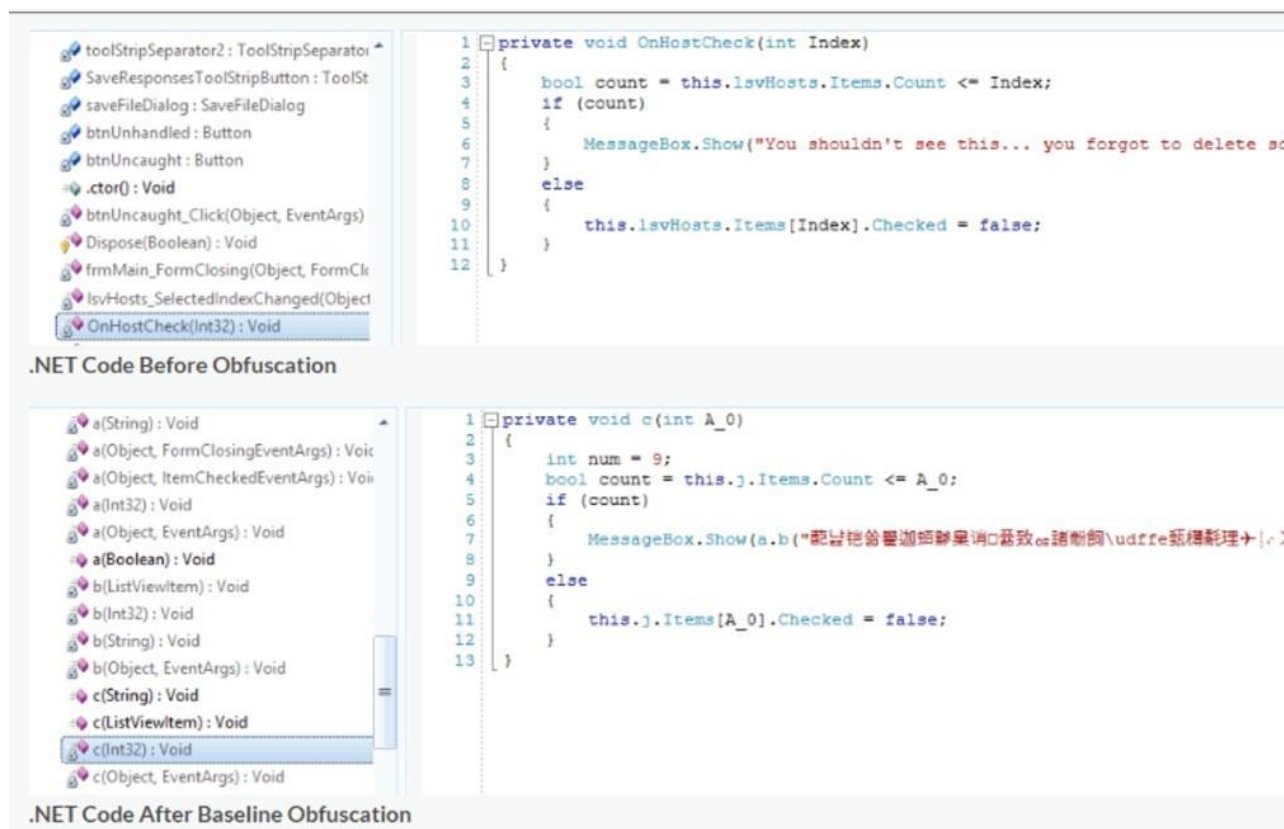 toolStripSeparator2 : ToolStripSeparator
SaveResponsesToolStripButton : ToolSt
saveFileDialog : SaveFileDialog
btnUnhandled : Button
btnUncaught : Button
.ctor() : Void
btnUncaught_Click(Object, EventArgs)
Dispose(Boolean) : Void
frmMain_FormClosing(Object, FormClo
lsvHosts_SelectedIndexChanged(Object
OnHostCheck(Int32) : Void
1 private void OnHostCheck(int Index)
2 {
3 bool count = this.lsvHosts.Items.Count <= Index;
4 if (count)
5 {
6 MessageBox.Show("You shouldn't see this... you forgot to delete so
7 }
8 else
9 {
10 this.lsvHosts.Items[Index].Checked = false;
11 }
12 }
.NET Code Before Obfuscation
a(String) : Void
a(Object, FormClosingEventArgs) : Void
a(Object, ItemCheckedEventArgs) : Voi
a(Int32) : Void
a(Object, EventArgs) : Void
a(Boolean) : Void
b(ListViewItem) : Void
b(Int32) : Void
b(String) : Void
b(Object, EventArgs) : Void
c(String) : Void
c(ListViewItem) : Void
c(Int32) : Void
c(Object, EventArgs) : Void
1 private void c(int A_0)
2 {
3 int num = 9;
4 bool count = this.j.Items.Count <= A_0;
5 if (count)
6 {
7 MessageBox.Show(a.b("
8 }
9 else
10 {
11 this.j.Items[A_0].Checked = false;
12 }
13 }
.NET Code After Baseline Obfuscation